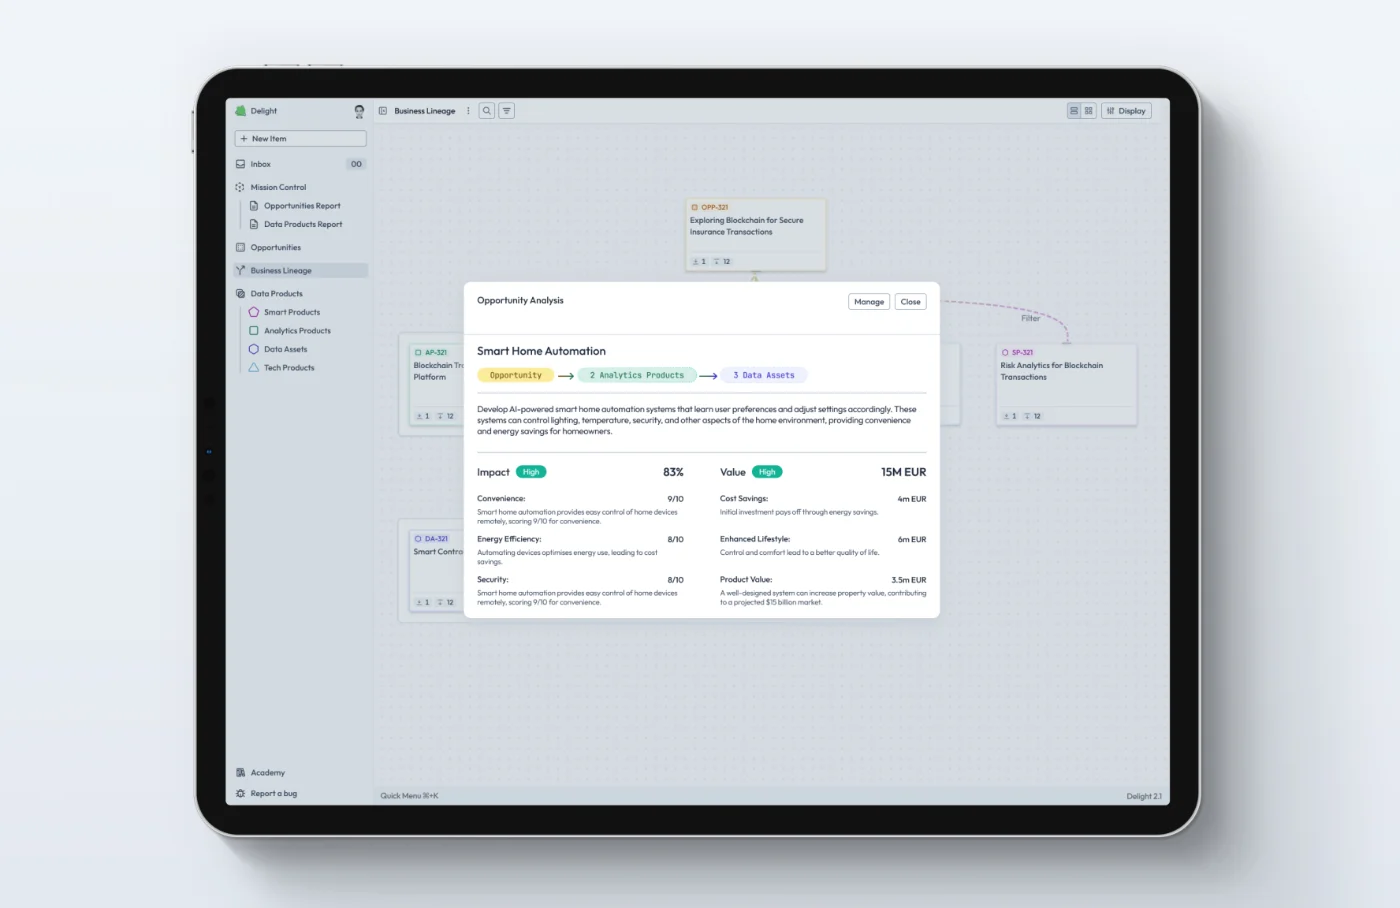 Delight
New Item
Inbox
00
Mission Control
Opportunities Report
Data Products Report
Opportunities
Business Lineage
Data Products
Smart Products
Analytics Products
Data Assets
Tech Products
Academy
Report a bug
Business Lineage
Display
OPP-321
Exploring Blockchain for Secure
Insurance Transactions
1 12
AP-321
Blockchain
Platform
1 12
Filter
SP-321
Risk Analytics for Blockchain
Transactions
1 12
DA-321
Smart
1 12
Opportunity Analysis
Manage
Close
Smart Home Automation
Opportunity
2 Analytics Products
3 Data Assets
Develop AI-powered smart home automation systems that learn user preferences and adjust settings accordingly. These
systems can control lighting, temperature, security, and other aspects of the home environment, providing convenience
and energy savings for homeowners.
Impact High 83%
Convenience: 9/10
Smart home automation provides easy control of home devices
remotely, scoring 9/10 for convenience.
Energy Efficiency: 8/10
Automating devices optimises energy use, leading to cost
savings.
Security: 8/10
Smart home automation provides easy control of home devices
remotely, scoring 9/10 for convenience.
Value High 15M EUR
Cost Savings: 4m EUR
Initial investment pays off through energy savings.
Enhanced Lifestyle: 6m EUR
Control and comfort lead to a better quality of life.
Product Value: 3.5m EUR
A well-designed system can increase property value, contributing
to a projected $15 billion market.
Quick Menu ⌘+K
Delight 2.1